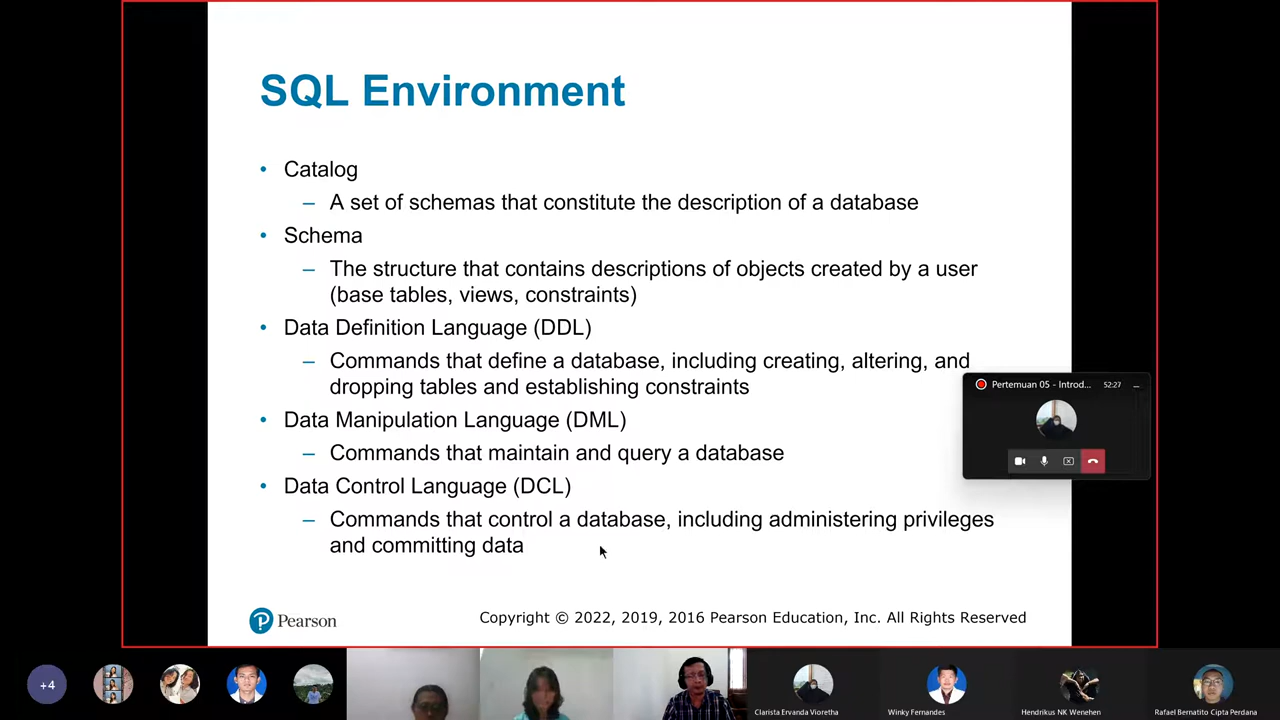 SQL Environment
• Catalog
– A set of schemas that constitute the description of a database
• Schema
– The structure that contains descriptions of objects created by a user
(base tables, views, constraints)
• Data Definition Language (DDL)
– Commands that define a database, including creating, altering, and
dropping tables and establishing constraints
• Data Manipulation Language (DML)
– Commands that maintain and query a database
• Data Control Language (DCL)
– Commands that control a database, including administering privileges
and committing data
Pertemuan 05 - Introd... 52:27
P Pearson
Copyright © 2022, 2019, 2016 Pearson Education, Inc. All Rights Reserved
+4
Clarista Ervanda Vioretha
Winky Fernandes
Hendrikus NK Wenehen
Rafael Bernatito Cipta Perdana